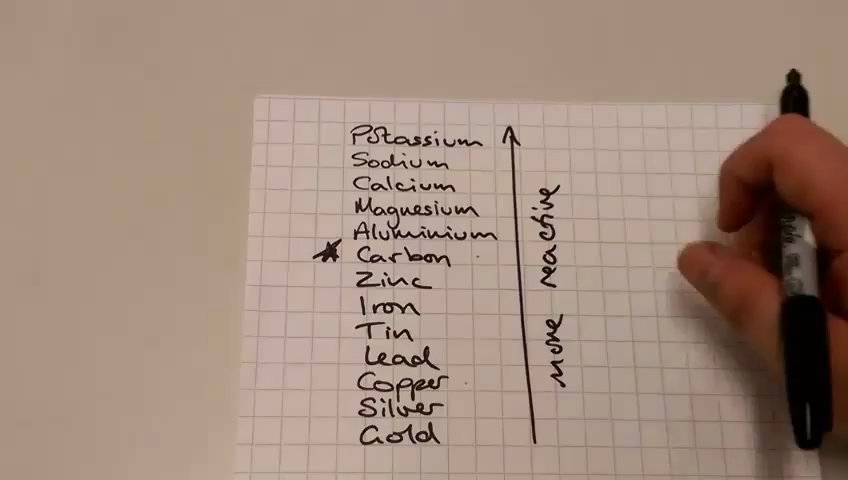 Potassium
Sodium
Calcium
Magnesium
Aluminium
Carbon
Zinc
Iron
Tin
Lead
Copper
Silver
Gold
more reactive